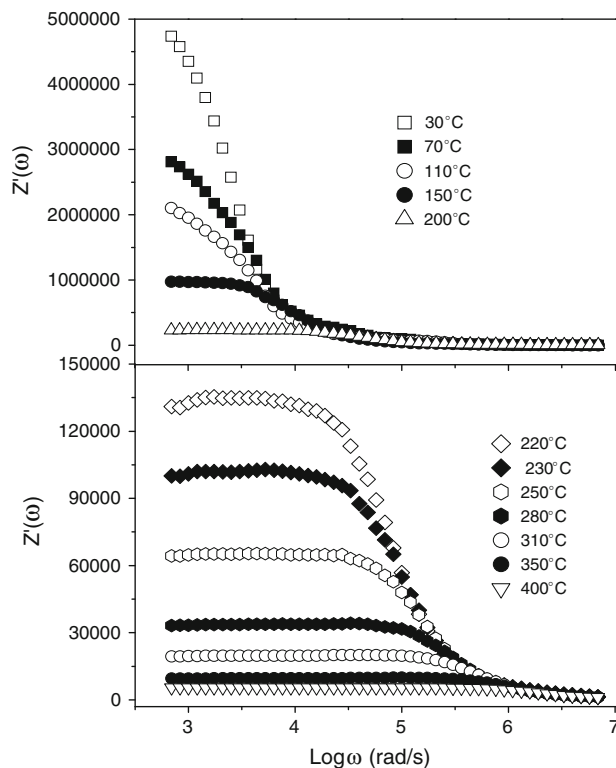 5000000
4000000
3000000
2000000
1000000
0
Z'(ω)
30°C
70°C
110°C
150°C
200°C
150000
120000
90000
60000
30000
0
Z'(ω)
220°C
230°C
250°C
280°C
310°C
350°C
400°C
3 4 5 6 7
Logω (rad/s)